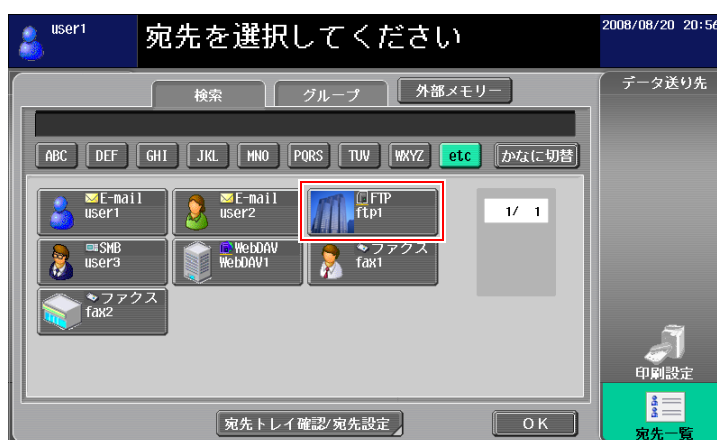 user1
宛先を選択してください
2008/08/20 20:56
検索
グループ
外部メモリー
データ送り先
ABC DEF GHI JKL MNO PQRS TUV WXYZ etc かなに切替
E-mail
user1
E-mail
user2
FTP
ftp1
1/ 1
SMB
user3
WebDAV
WebDAV1
ファクス
fax1
ファクス
fax2
印刷設定
宛先トレイ確認/宛先設定
OK
宛先一覧